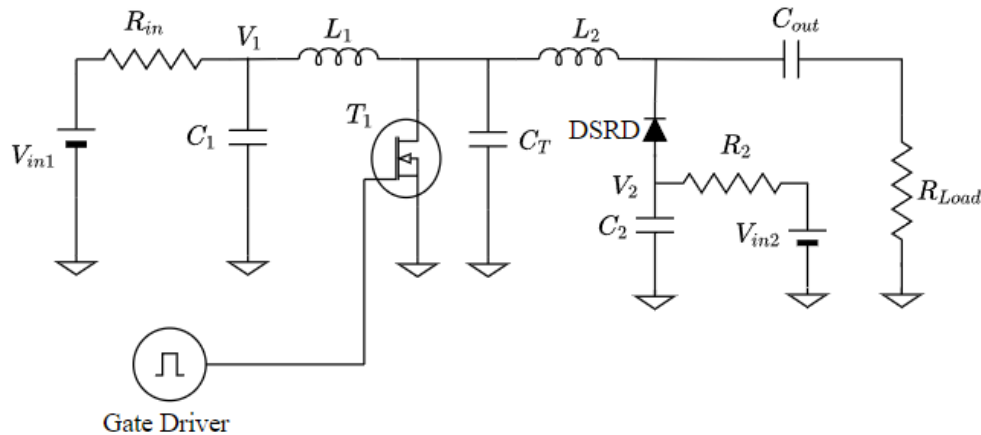 R_in
V_1
L_1
L_2
C_out
V_in1
C_1
T_1
C_T
DSRD
R_2
V_2
C_2
V_in2
R_Load
Gate Driver